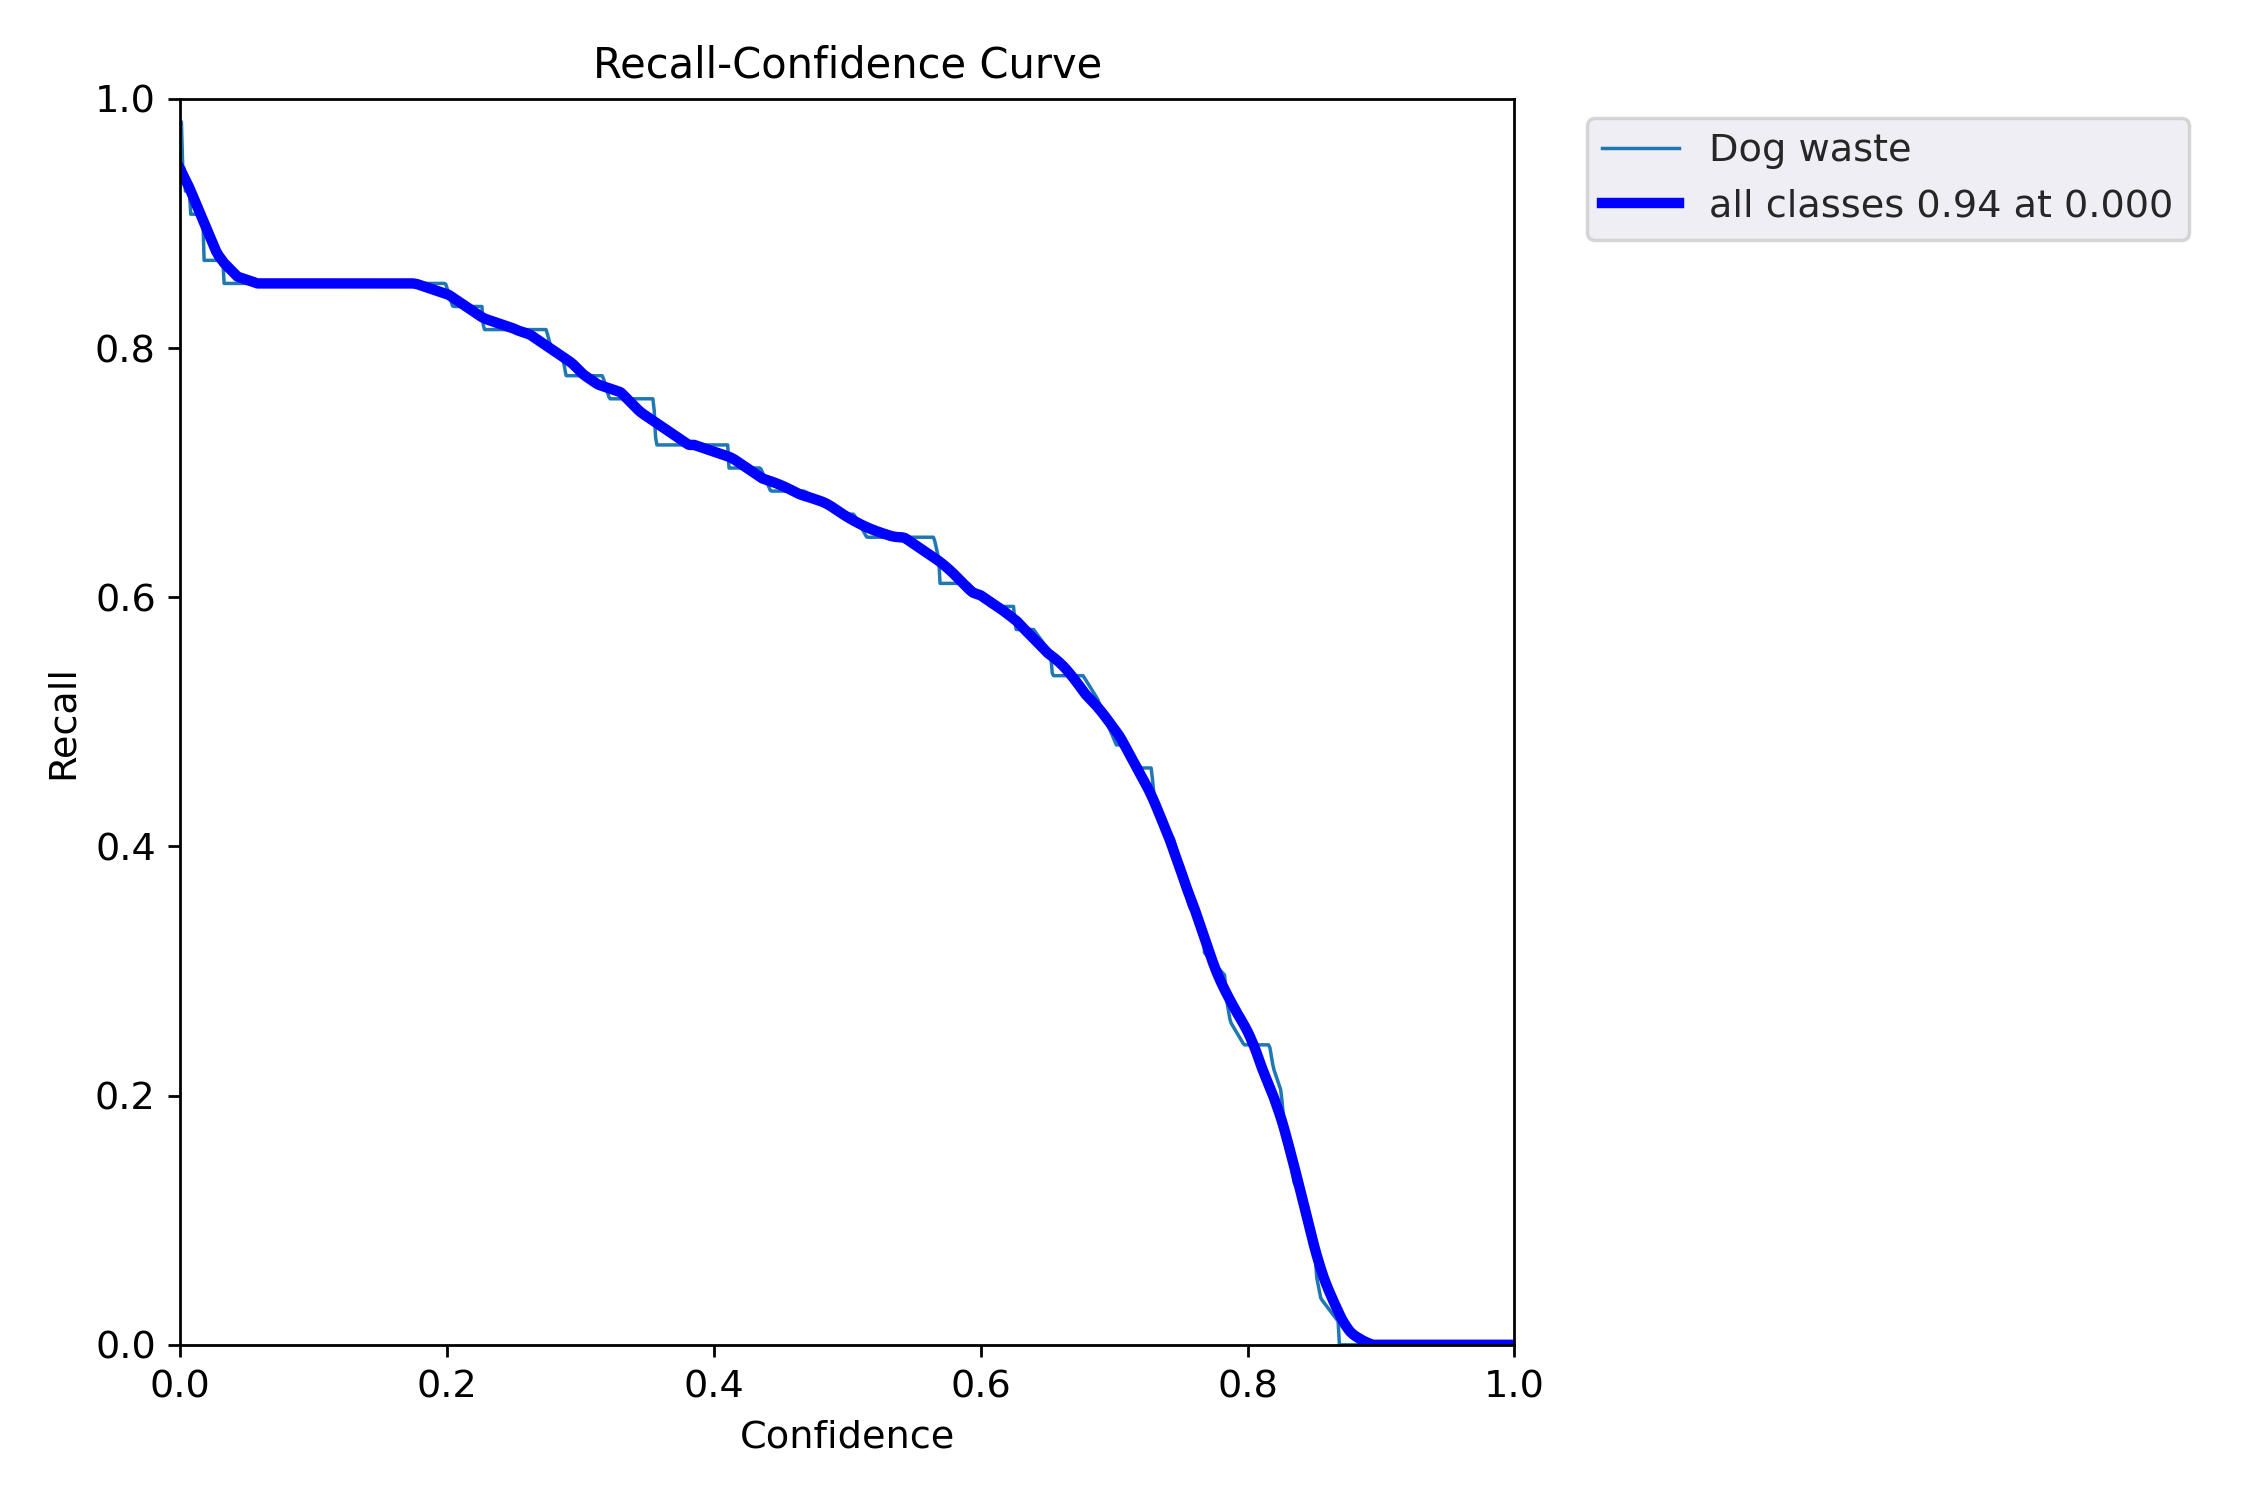 Recall-Confidence Curve
1.0
0.8
0.6
0.4
0.2
0.0
Recall
0.0 0.2 0.4 0.6 0.8 1.0
Confidence
Dog waste
all classes 0.94 at 0.000